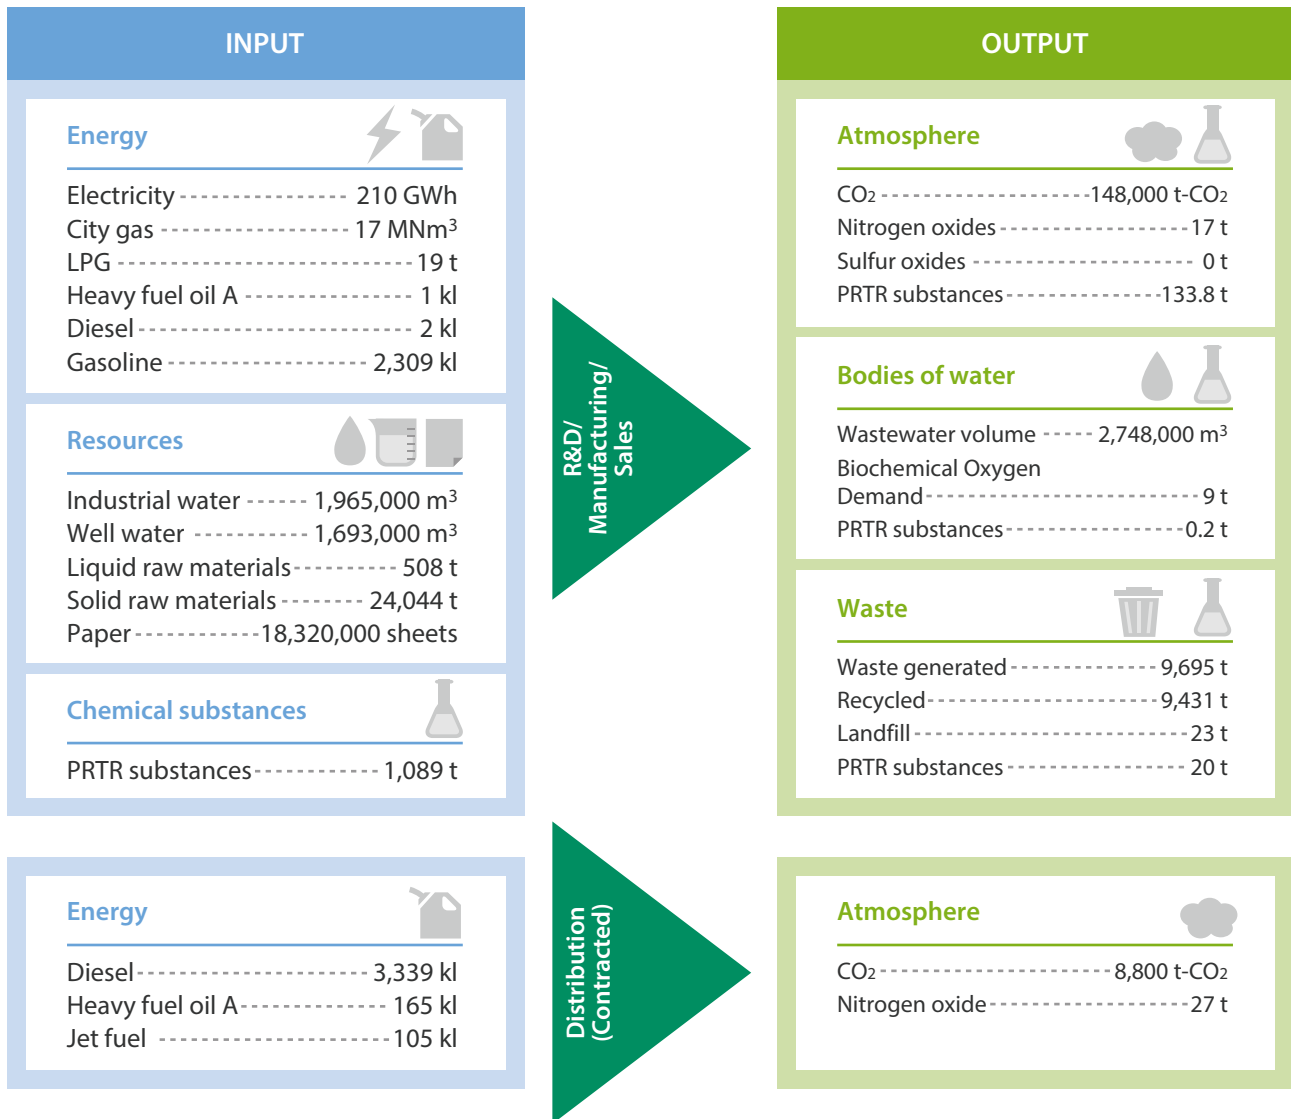 INPUT
Energy
Electricity 210 GWh
City gas 17 MNm³
LPG 19 t
Heavy fuel oil A 1 kl
Diesel 2 kl
Gasoline 2,309 kl
Resources
Industrial water 1,965,000 m³
Well water 1,693,000 m³
Liquid raw materials 508 t
Solid raw materials 24,044 t
Paper 18,320,000 sheets
Chemical substances
PRTR substances 1,089 t
R&D/
Manufacturing/
Sales
OUTPUT
Atmosphere
CO₂ 148,000 t-CO₂
Nitrogen oxides 17 t
Sulfur oxides 0 t
PRTR substances 133.8 t
Bodies of water
Wastewater volume 2,748,000 m³
Biochemical Oxygen
Demand 9 t
PRTR substances 0.2 t
Waste
Waste generated 9,695 t
Recycled 9,431 t
Landfill 23 t
PRTR substances 20 t
Energy
Diesel 3,339 kl
Heavy fuel oil A 165 kl
Jet fuel 105 kl
Distribution
(Contracted)
Atmosphere
CO₂ 8,800 t-CO₂
Nitrogen oxide 27 t